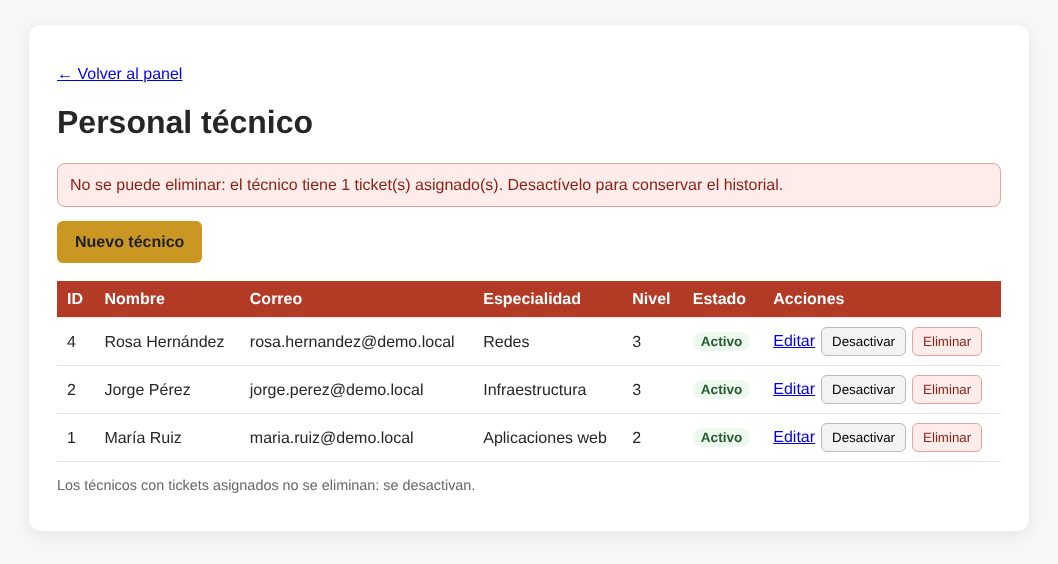 ← Volver al panel
Personal técnico
No se puede eliminar: el técnico tiene 1 ticket(s) asignado(s). Desactívelo para conservar el historial.
Nuevo técnico
ID Nombre Correo Especialidad Nivel Estado Acciones
4 Rosa Hernández rosa.hernandez@demo.local Redes 3 Activo Editar Desactivar Eliminar
2 Jorge Pérez jorge.perez@demo.local Infraestructura 3 Activo Editar Desactivar Eliminar
1 María Ruiz maria.ruiz@demo.local Aplicaciones web 2 Activo Editar Desactivar Eliminar
Los técnicos con tickets asignados no se eliminan: se desactivan.